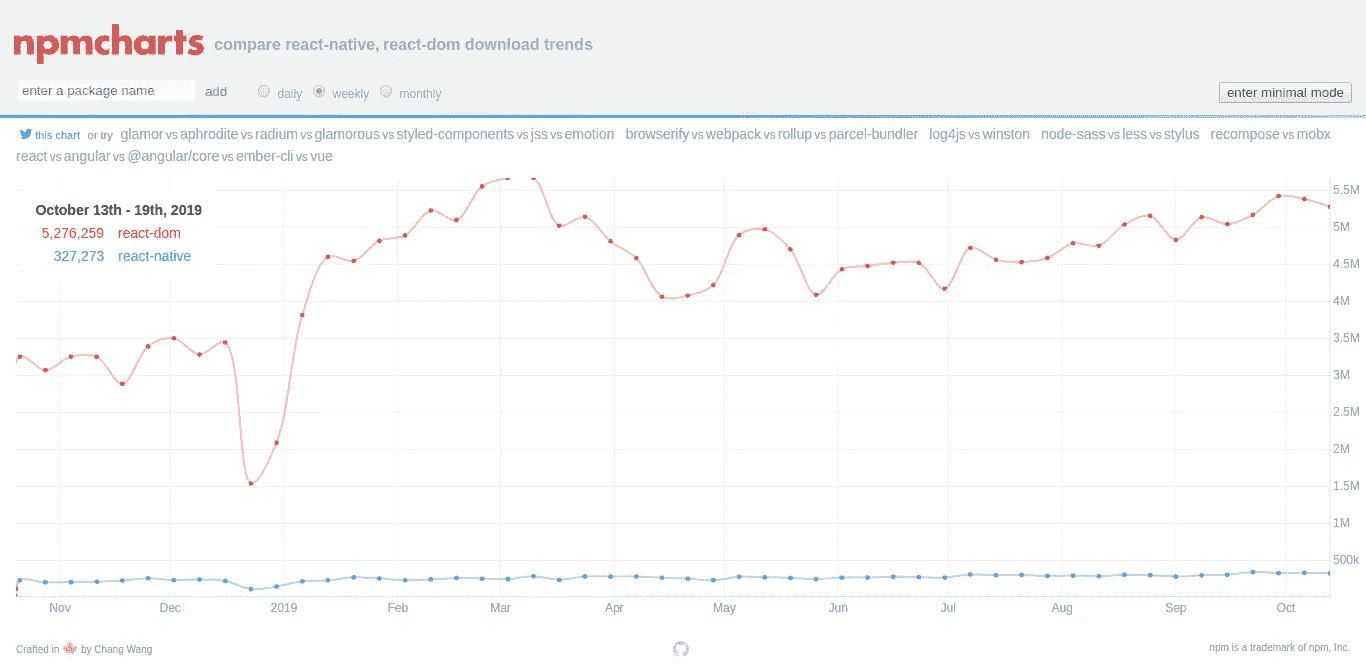 npmcharts compare react-native, react-dom download trends
enter a package name add daily weekly monthly enter minimal mode
this chart or try glamor vs aphrodite vs radium vs glamorous vs styled-components vs jss vs emotion browserify vs webpack vs rollup vs parcel-bundler log4js vs winston node-sass vs less vs stylus recompose vs mobx
react vs angular vs @angular/core vs ember-cli vs vue
October 13th - 19th, 2019
5,276,259 react-dom
327,273 react-native
5.5M
5M
4.5M
4M
3.5M
3M
2.5M
2M
1.5M
1M
500k
Nov Dec 2019 Feb Mar Apr May Jun Jul Aug Sep Oct
Crafted in by Chang Wang npm is a trademark of npm, Inc.